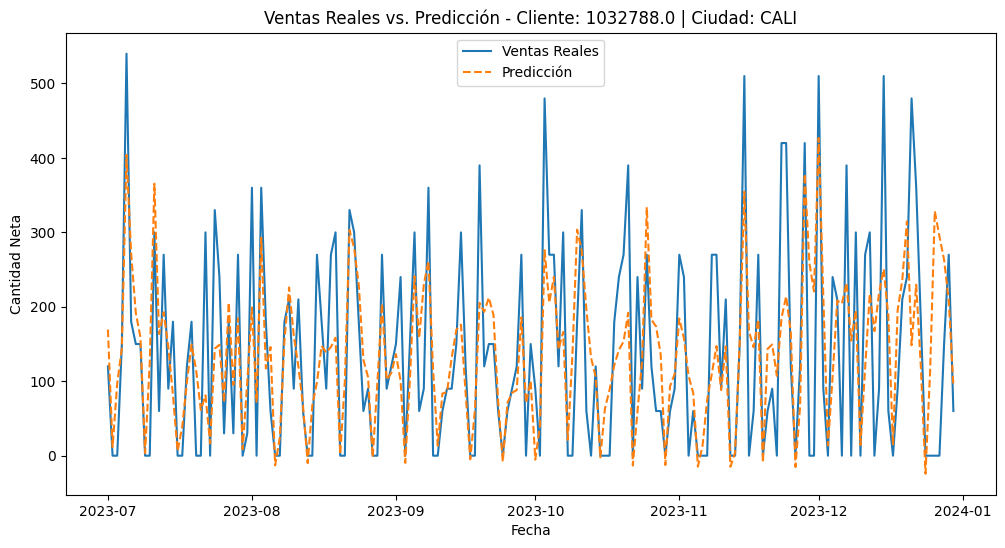 Ventas Reales vs. Predicción - Cliente: 1032788.0 | Ciudad: CALI
Ventas Reales
Predicción
Cantidad Neta
500
400
300
200
100
0
2023-07
2023-08
2023-09
2023-10
2023-11
2023-12
2024-01
Fecha